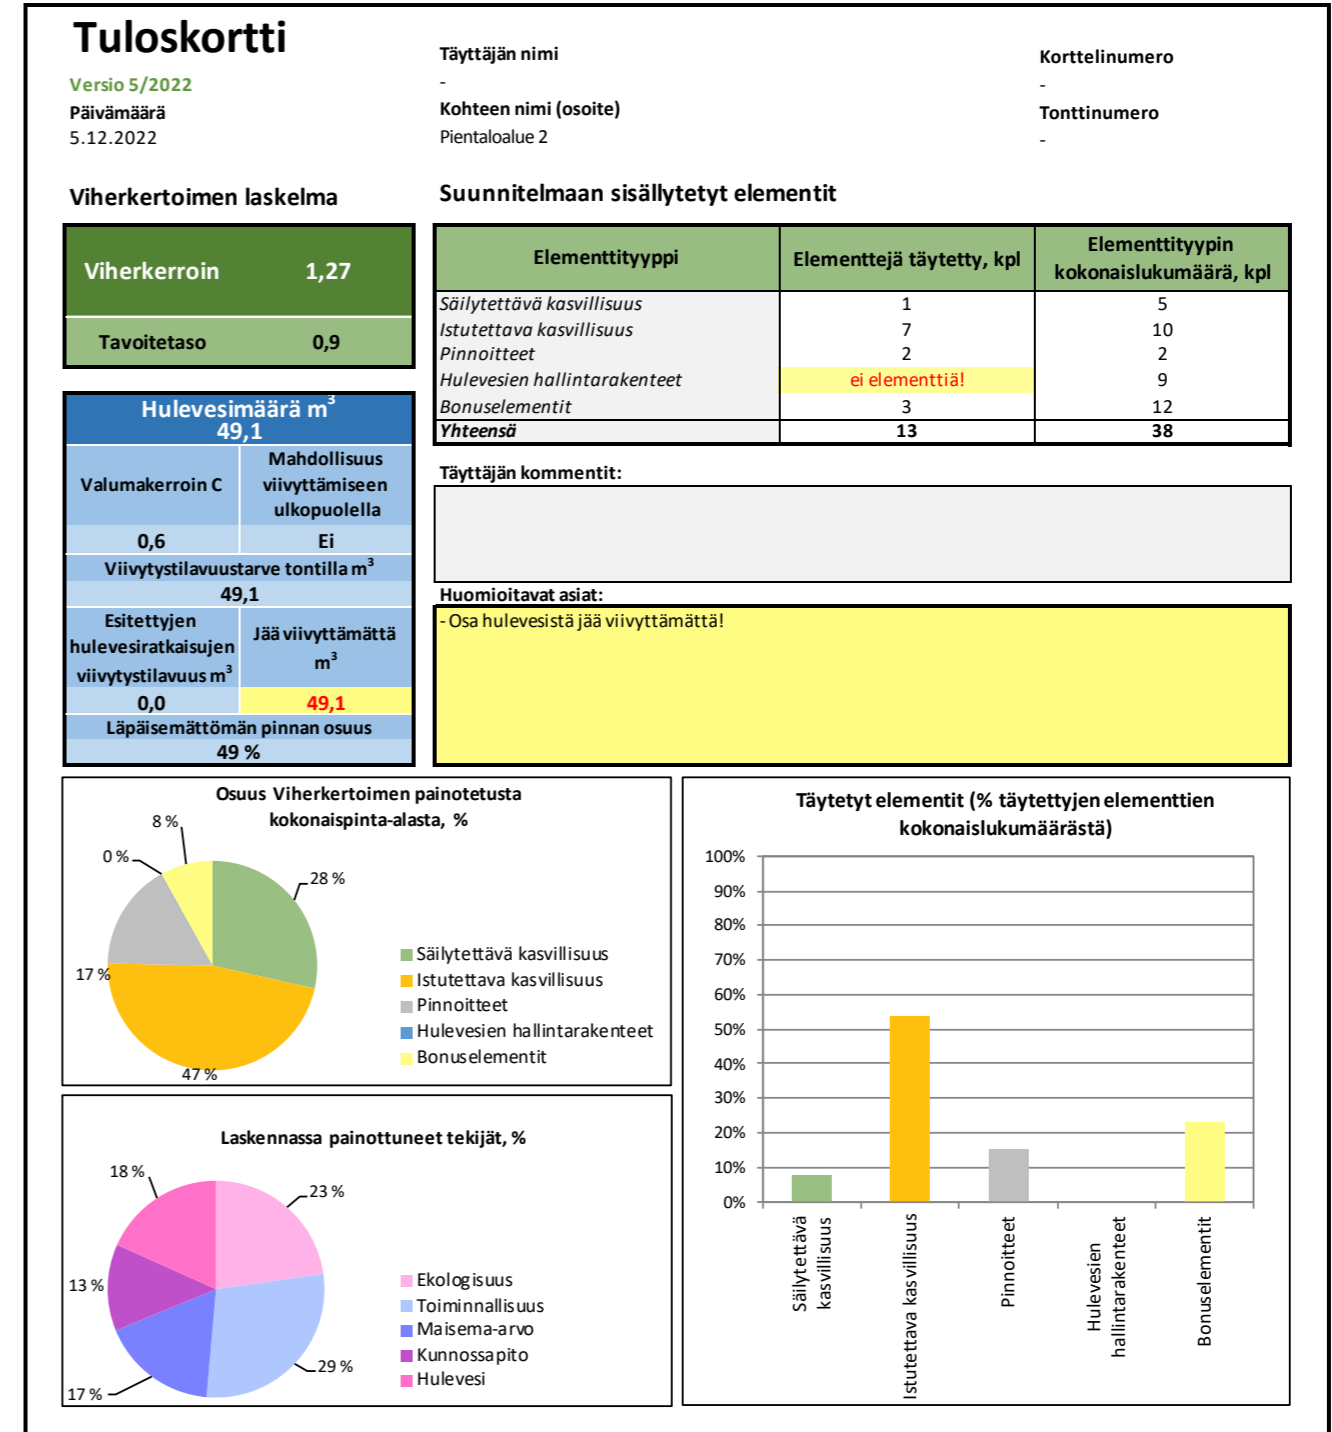 Tuloskortti
Versio 5/2022
Päivämäärä
5.12.2022
Täyttäjän nimi
-
Kohteen nimi (osoite)
Pientaloalue 2
Korttelinumero
-
Tonttinumero
-
Viherkertoimen laskelma
Viherkerroin 1,27
Tavoitetaso 0,9
Suunnitelmaan sisällytetyt elementit
Elementtityyppi Elementtejä täytetty, kpl Elementtityypin
kokonaislukumäärä, kpl
Säilytettävä kasvillisuus 1 5
Istutettava kasvillisuus 7 10
Pinnoitteet 2 2
Hulevesien hallintarakenteet ei elementtiä! 9
Bonuselementit 3 12
Yhteensä 13 38
Hulevesimäärä m³
49,1
Valumakerroin C
Mahdollisuus
viivyttämiseen
ulkopuolella
0,6 Ei
Viivytystilavuustarve tontilla m³
49,1
Esitettyjen
hulevesiratkaisujen
viivytystilavuus m³
Jää viivyttämättä
m³
0,0 49,1
Läpäisemättömän pinnan osuus
49 %
Täyttäjän kommentit:
Huomioitavat asiat:
- Osa hulevesistä jää viivyttämättä!
Osuus Viherkertoimen painotetusta
kokonaispinta-alasta, %
8 %
0 %
28 %
17 %
47 %
Säilytettävä kasvillisuus
Istutettava kasvillisuus
Pinnoitteet
Hulevesien hallintarakenteet
Bonuselementit
Laskennassa painottuneet tekijät, %
18 %
23 %
13 %
29 %
17 %
Ekologisuus
Toiminnallisuus
Maisema-arvo
Kunnossapito
Hulevesi
Täytetyt elementit (% täytettyjen elementtien
kokonaislukumäärästä)
100%
90%
80%
70%
60%
50%
40%
30%
20%
10%
0%
Säilytettävä
kasvillisuus
Istutettava kasvillisuus
Pinnoitteet
Hulevesien
hallintarakenteet
Bonuselementit